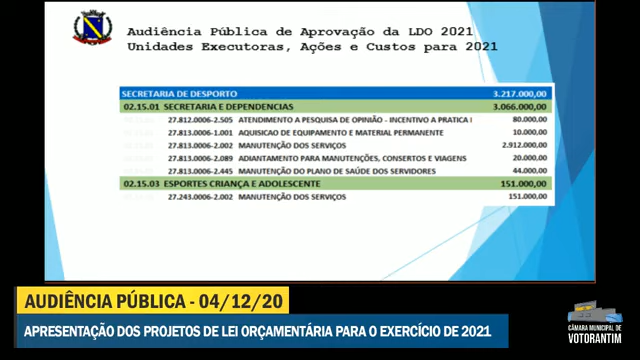 Audiência Pública de Aprovação da LDO 2021
Unidades Executoras, Ações e Custos para 2021
SECRETARIA DE DESPORTO 3.217.000,00
02.15.01 SECRETARIA E DEPENDENCIAS 3.066.000,00
27.812.0006-2.505 ATENDIMENTO A PESQUISA DE OPINIÃO - INCENTIVO A PRATICA 80.000,00
27.813.0006-1.001 AQUISICAO DE EQUIPAMENTO E MATERIAL PERMANENTE 10.000,00
27.813.0006-2.002 MANUTENÇÃO DOS SERVIÇOS 2.912.000,00
27.813.0006-2.089 ADIANTAMENTO PARA MANUTENÇÕES, CONSERTOS E VIAGENS 20.000,00
27.813.0006-2.445 MANUTENÇÃO DO PLANO DE SAÚDE DOS SERVIDORES 44.000,00
02.15.03 ESPORTES CRIANÇA E ADOLESCENTE 151.000,00
27.243.0006-2.002 MANUTENÇÃO DOS SERVIÇOS 151.000,00
AUDIÊNCIA PÚBLICA - 04/12/20
APRESENTAÇÃO DOS PROJETOS DE LEI ORÇAMENTÁRIA PARA O EXERCÍCIO DE 2021
CÂMARA MUNICIPAL DE
VOTORANTIM